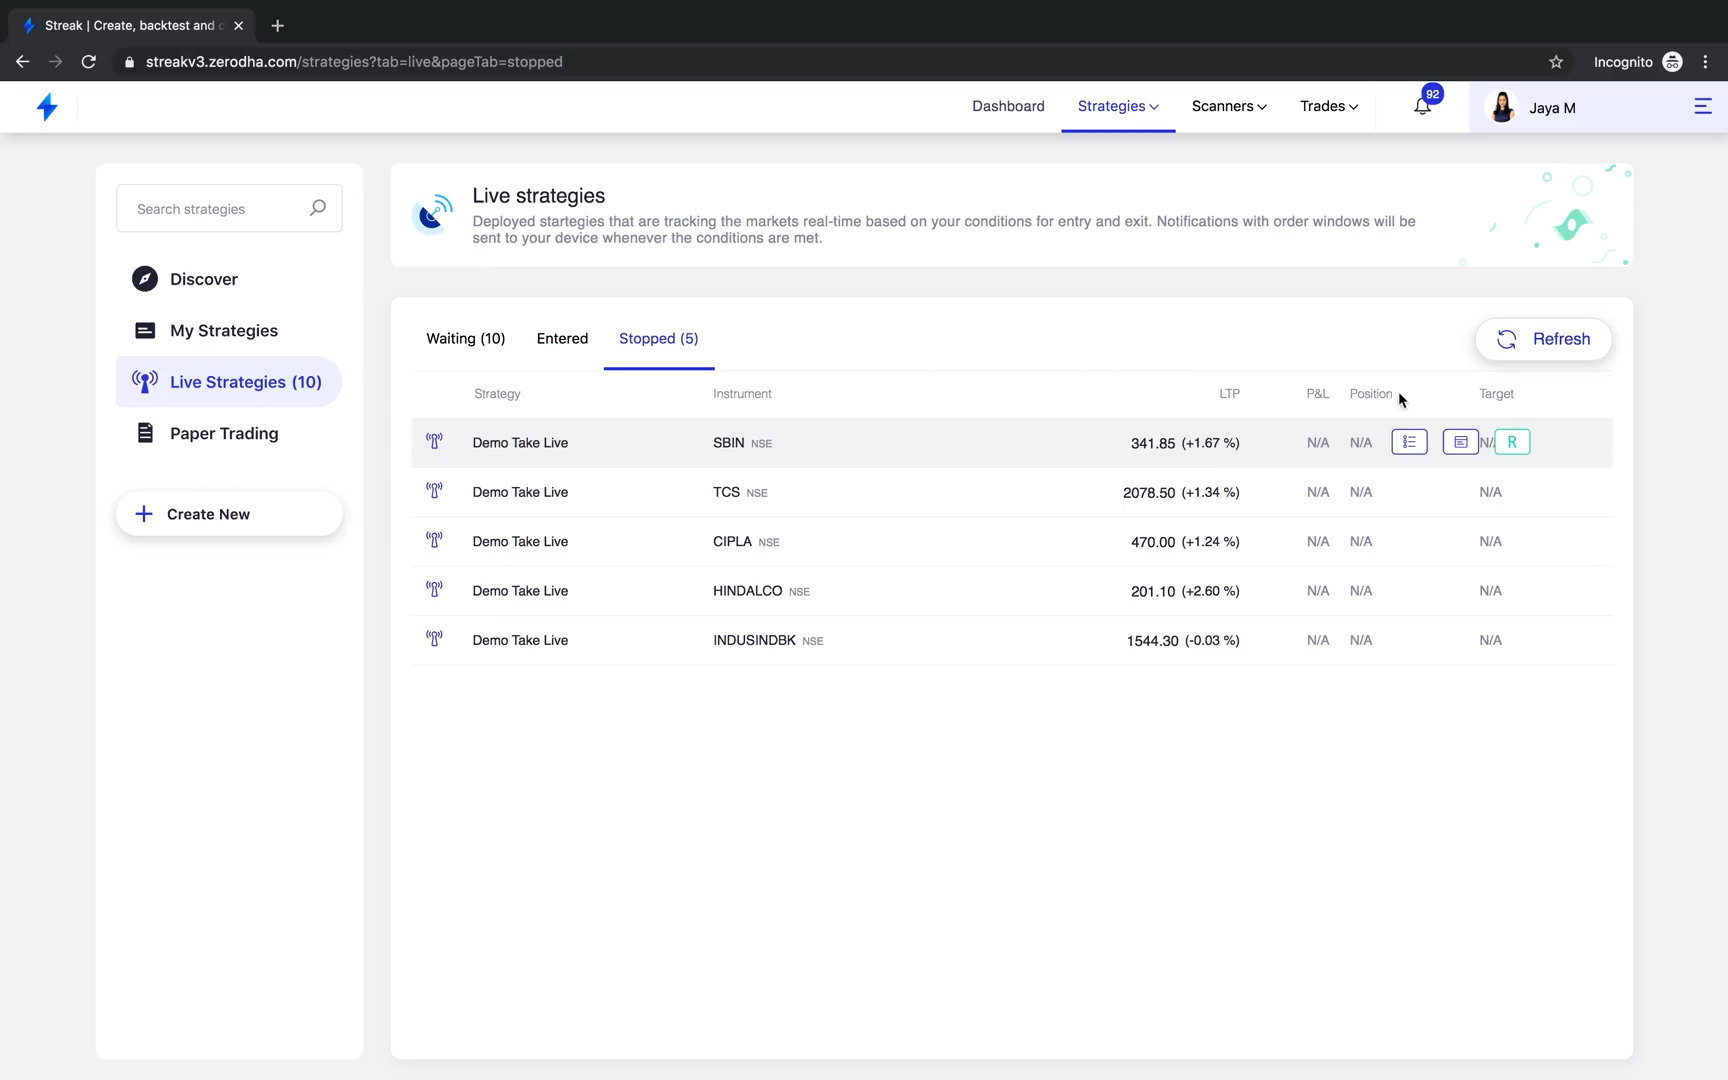 Streak | Create, backtest and
streakv3.zerodha.com/strategies?tab=live&pageTab=stopped
Incognito
Dashboard
Strategies
Scanners
Trades
92
Jaya M
Search strategies
Discover
My Strategies
Live Strategies (10)
Paper Trading
Create New
Live strategies
Deployed startegies that are tracking the markets real-time based on your conditions for entry and exit. Notifications with order windows will be
sent to your device whenever the conditions are met.
Waiting (10) Entered Stopped (5)
Refresh
Strategy Instrument LTP P&L Position Target
Demo Take Live SBIN NSE 341.85 (+1.67 %) N/A N/A N/ R
Demo Take Live TCS NSE 2078.50 (+1.34 %) N/A N/A N/A
Demo Take Live CIPLA NSE 470.00 (+1.24 %) N/A N/A N/A
Demo Take Live HINDALCO NSE 201.10 (+2.60 %) N/A N/A N/A
Demo Take Live INDUSINDBK NSE 1544.30 (-0.03 %) N/A N/A N/A